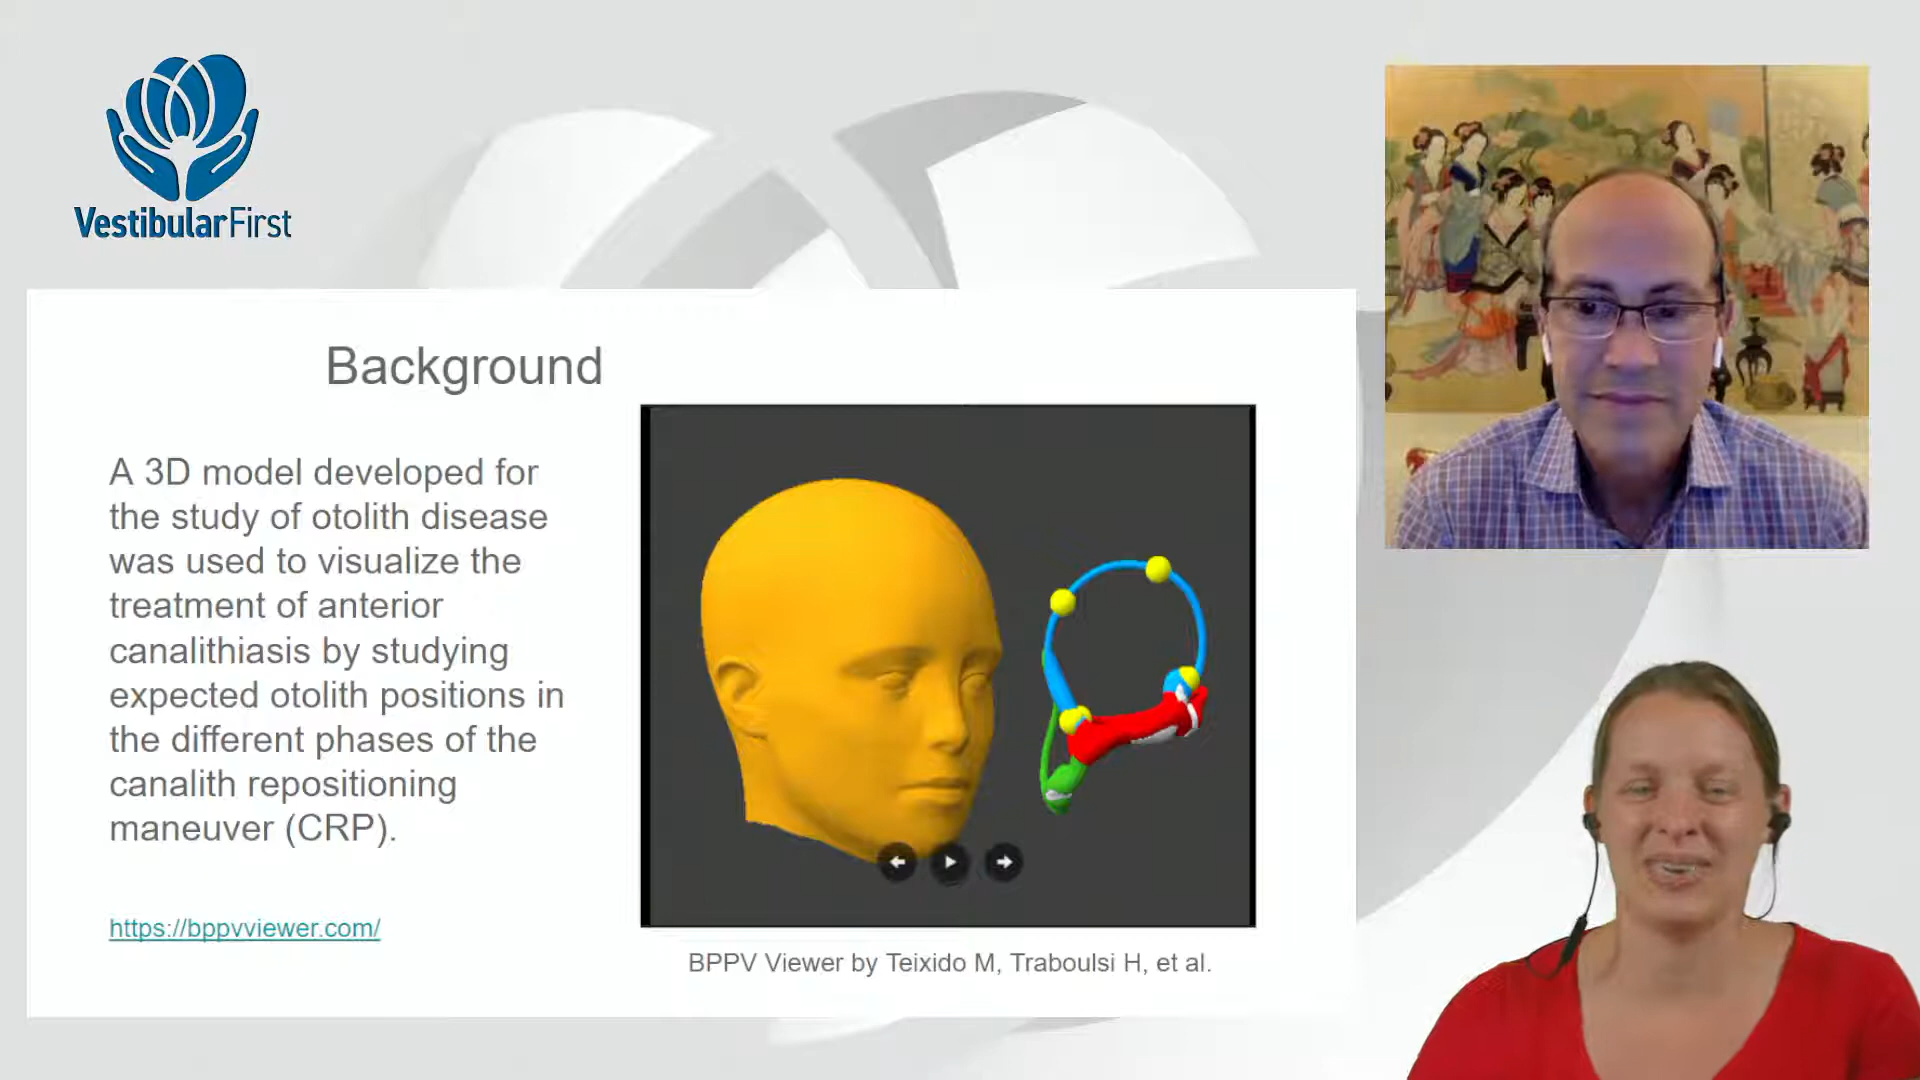 VestibularFirst
Background
A 3D model developed for
the study of otolith disease
was used to visualize the
treatment of anterior
canalithiasis by studying
expected otolith positions in
the different phases of the
canalith repositioning
maneuver (CRP).
https://bppvviewer.com/
BPPV Viewer by Teixido M, Traboulsi H, et al.